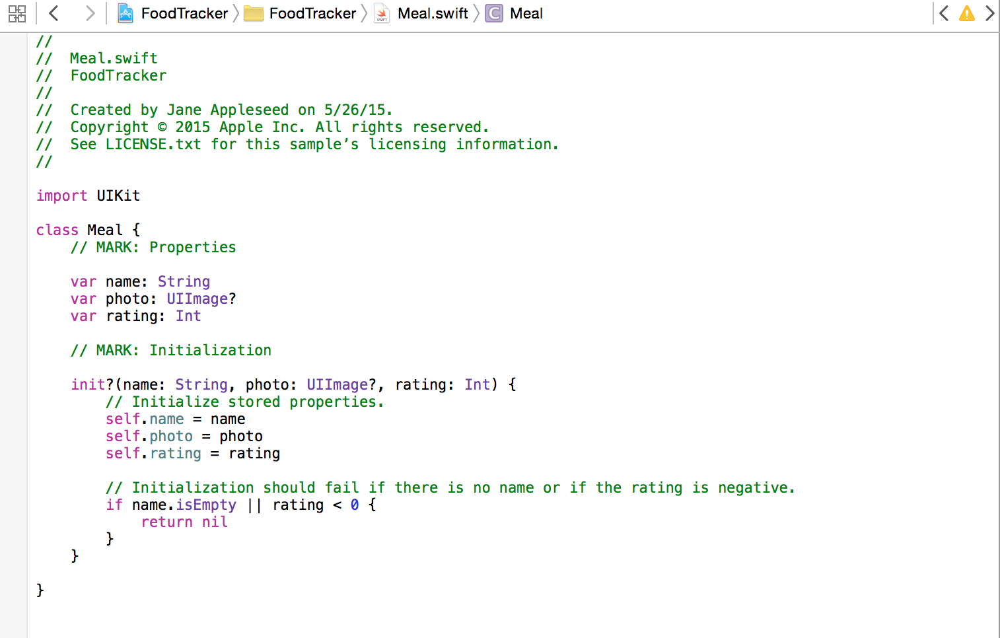 FoodTracker FoodTracker Meal.swift C Meal
//
//  Meal.swift
//  FoodTracker
//
//  Created by Jane Appleseed on 5/26/15.
//  Copyright © 2015 Apple Inc. All rights reserved.
//  See LICENSE.txt for this sample’s licensing information.
//

import UIKit

class Meal {
    // MARK: Properties

    var name: String
    var photo: UIImage?
    var rating: Int

    // MARK: Initialization

    init?(name: String, photo: UIImage?, rating: Int) {
        // Initialize stored properties.
        self.name = name
        self.photo = photo
        self.rating = rating

        // Initialization should fail if there is no name or if the rating is negative.
        if name.isEmpty || rating < 0 {
            return nil
        }
    }

}